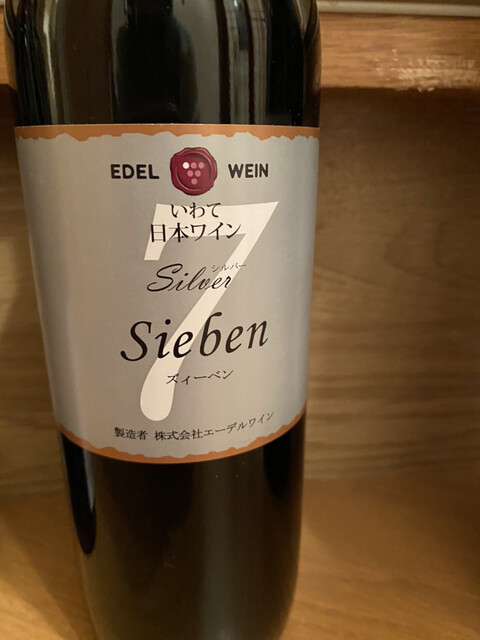 EDEL WEIN
いわて
日本ワイン
シルバー
Silver
7
Sieben
ズィーベン
製造者 株式会社エーデルワイン